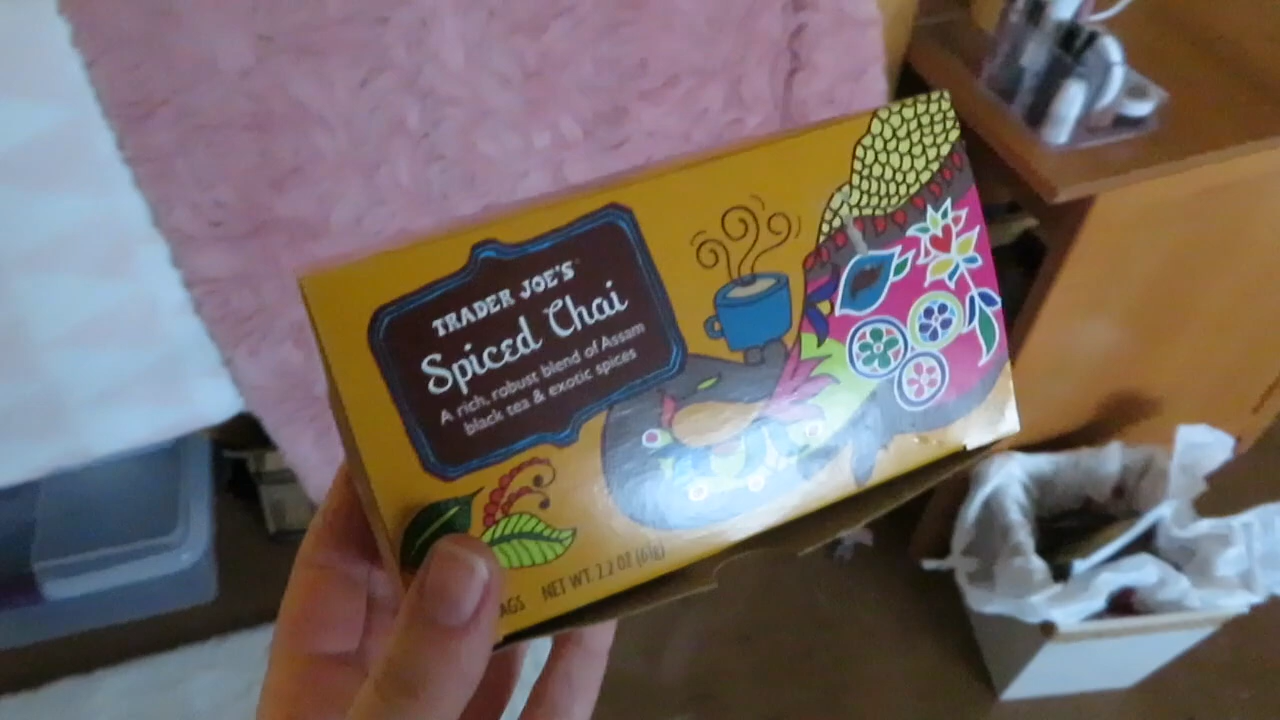 TRADER JOE'S
Spiced Chai
A rich, robust blend of Assam
black tea & exotic spices
AGS NET WT. 2.2 OZ (61g)